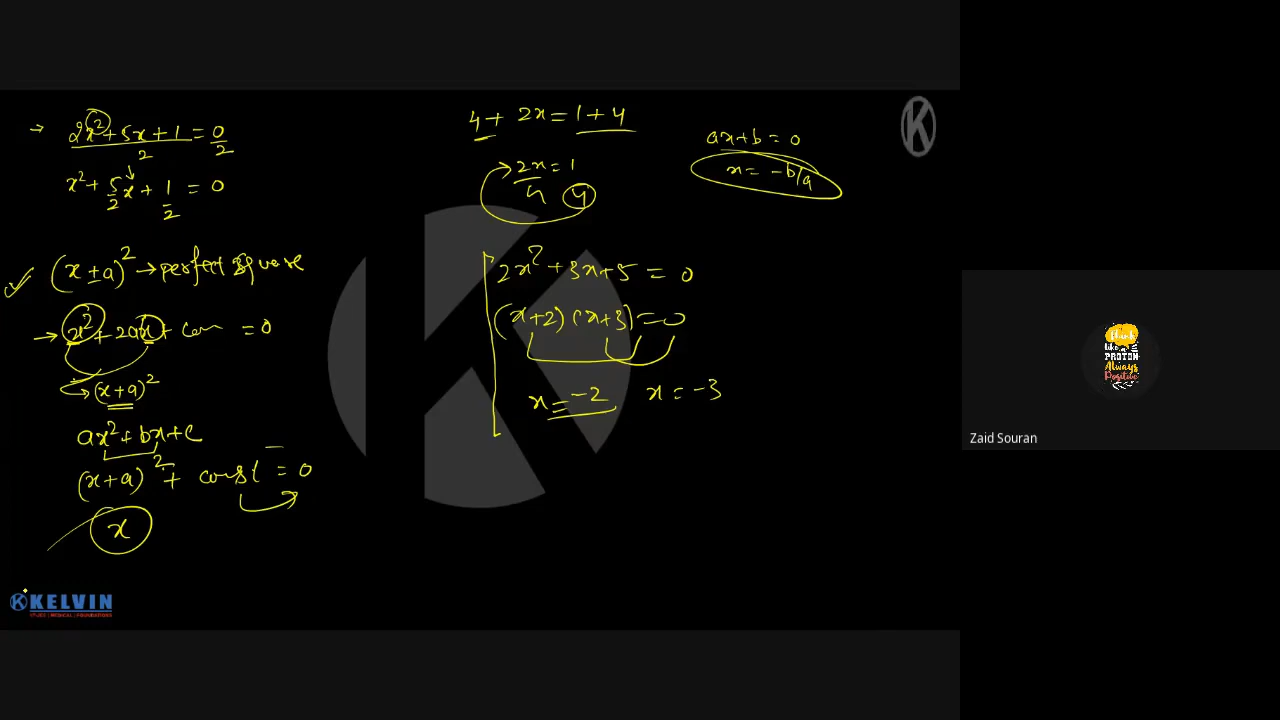 → 2x² + 5x + 1 = 0
2 2
x² + 5/2 x + 1/2 = 0
(x ± a)² → perfect square
→ x² + 2ax + con = 0
→ (x + a)²
ax² + bx + c
(x + a)² + const = 0
x
4 + 2x = 1 + 4
→ 2x = 1
4 4
2x² + 3x + 5 = 0
(x + 2) (x + 3) = 0
x = -2 x = -3
ax + b = 0
x = -b/a
K
KELVIN
think
like a
PROTON
Always
Positive
Zaid Souran